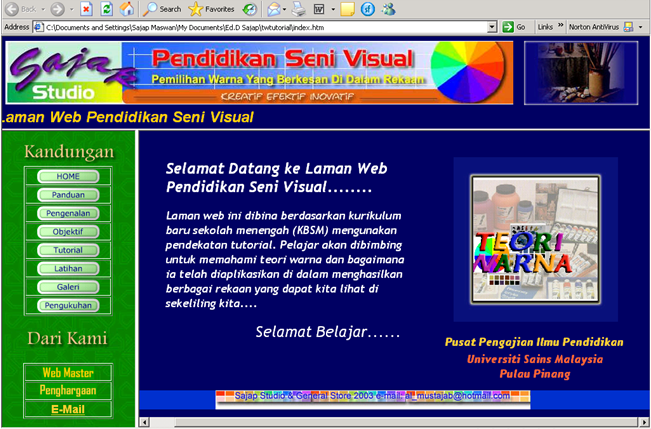 Back
Search
Favorites
Address
C:\Documents and Settings\Sajap Maswan\My Documents\Ed.D Sajap\twtutorial\index.htm
Go
Links »
Norton AntiVirus
Sajap
Studio
Pendidikan Seni Visual
Pemilihan Warna Yang Berkesan Di Dalam Rekaan
KREATIF EFEKTIF INOVATIF
Laman Web Pendidikan Seni Visual
Kandungan
HOME
Panduan
Pengenalan
Objektif
Tutorial
Latihan
Galeri
Pengukuhan
Dari Kami
Web Master
Penghargaan
E-Mail
Selamat Datang ke Laman Web
Pendidikan Seni Visual........
Laman web ini dibina berdasarkan kurikulum
baru sekolah menengah (KBSM) mengunakan
pendekatan tutorial. Pelajar akan dibimbing
untuk memahami teori warna dan bagaimana
ia telah diaplikasikan di dalam menghasilkan
berbagai rekaan yang dapat kita lihat di
sekeliling kita....
Selamat Belajar......
TEORI
WARNA
Pusat Pengajian Ilmu Pendidikan
Universiti Sains Malaysia
Pulau Pinang
Sajap Studio & General Store 2003 e-mail: al_mustajab@hotmail.com